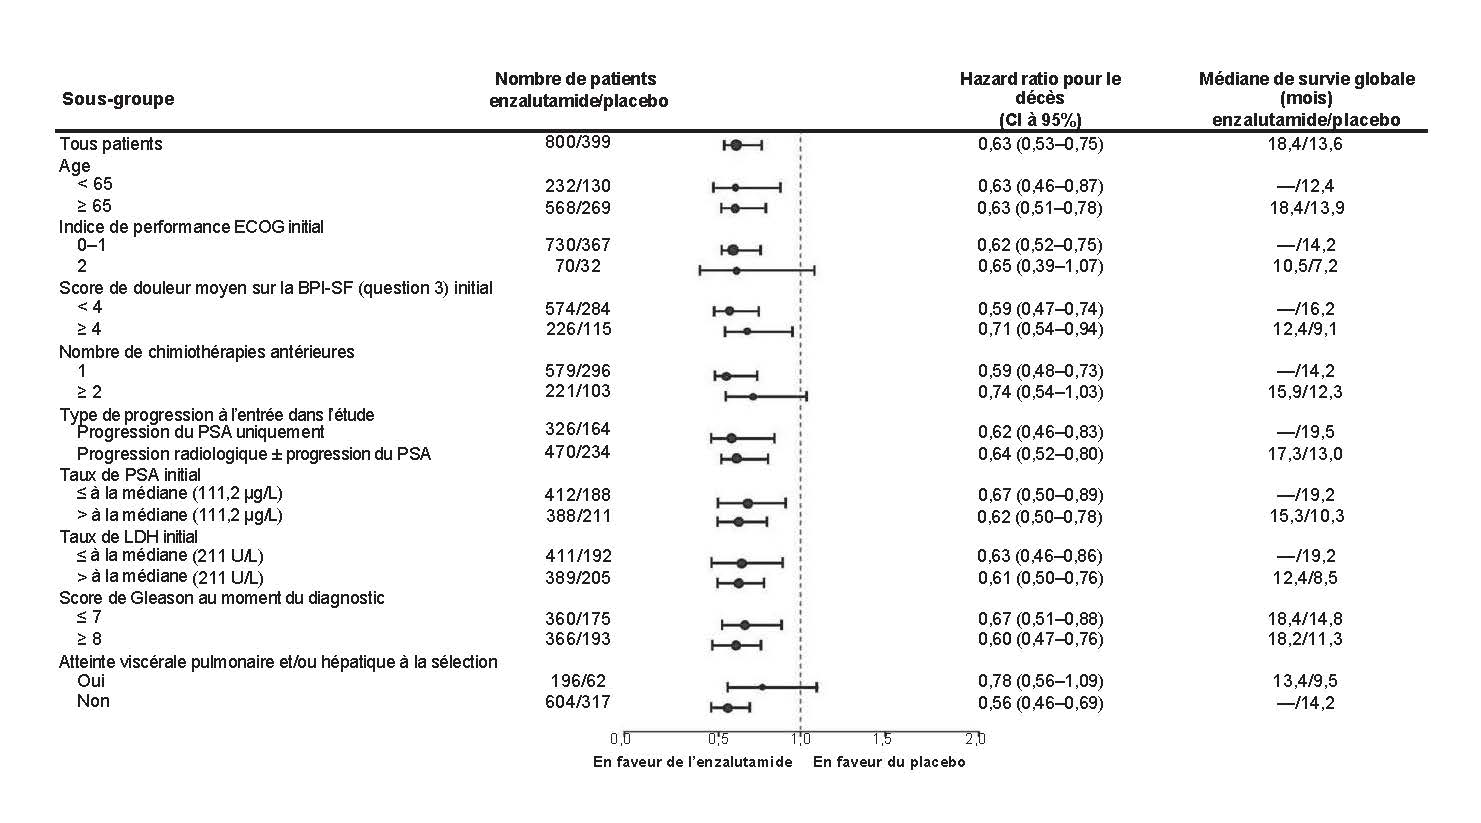 Sous-groupe
Nombre de patients
enzalutamide/placebo
Hazard ratio pour le
décès
(CI à 95%)
Médiane de survie globale
(mois)
enzalutamide/placebo
Tous patients 800/399 0,63 (0,53–0,75) 18,4/13,6
Age
< 65 232/130 0,63 (0,46–0,87) —/12,4
≥ 65 568/269 0,63 (0,51–0,78) 18,4/13,9
Indice de performance ECOG initial
0–1 730/367 0,62 (0,52–0,75) —/14,2
2 70/32 0,65 (0,39–1,07) 10,5/7,2
Score de douleur moyen sur la BPI-SF (question 3) initial
< 4 574/284 0,59 (0,47–0,74) —/16,2
≥ 4 226/115 0,71 (0,54–0,94) 12,4/9,1
Nombre de chimiothérapies antérieures
1 579/296 0,59 (0,48–0,73) —/14,2
≥ 2 221/103 0,74 (0,54–1,03) 15,9/12,3
Type de progression à l'entrée dans l'étude
Progression du PSA uniquement 326/164 0,62 (0,46–0,83) —/19,5
Progression radiologique ± progression du PSA 470/234 0,64 (0,52–0,80) 17,3/13,0
Taux de PSA initial
≤ à la médiane (111,2 µg/L) 412/188 0,67 (0,50–0,89) —/19,2
> à la médiane (111,2 µg/L) 388/211 0,62 (0,50–0,78) 15,3/10,3
Taux de LDH initial
≤ à la médiane (211 U/L) 411/192 0,63 (0,46–0,86) —/19,2
> à la médiane (211 U/L) 389/205 0,61 (0,50–0,76) 12,4/8,5
Score de Gleason au moment du diagnostic
≤ 7 360/175 0,67 (0,51–0,88) 18,4/14,8
≥ 8 366/193 0,60 (0,47–0,76) 18,2/11,3
Atteinte viscérale pulmonaire et/ou hépatique à la sélection
Oui 196/62 0,78 (0,56–1,09) 13,4/9,5
Non 604/317 0,56 (0,46–0,69) —/14,2
0,0 0,5 1,0 1,5 2,0
En faveur de l'enzalutamide En faveur du placebo